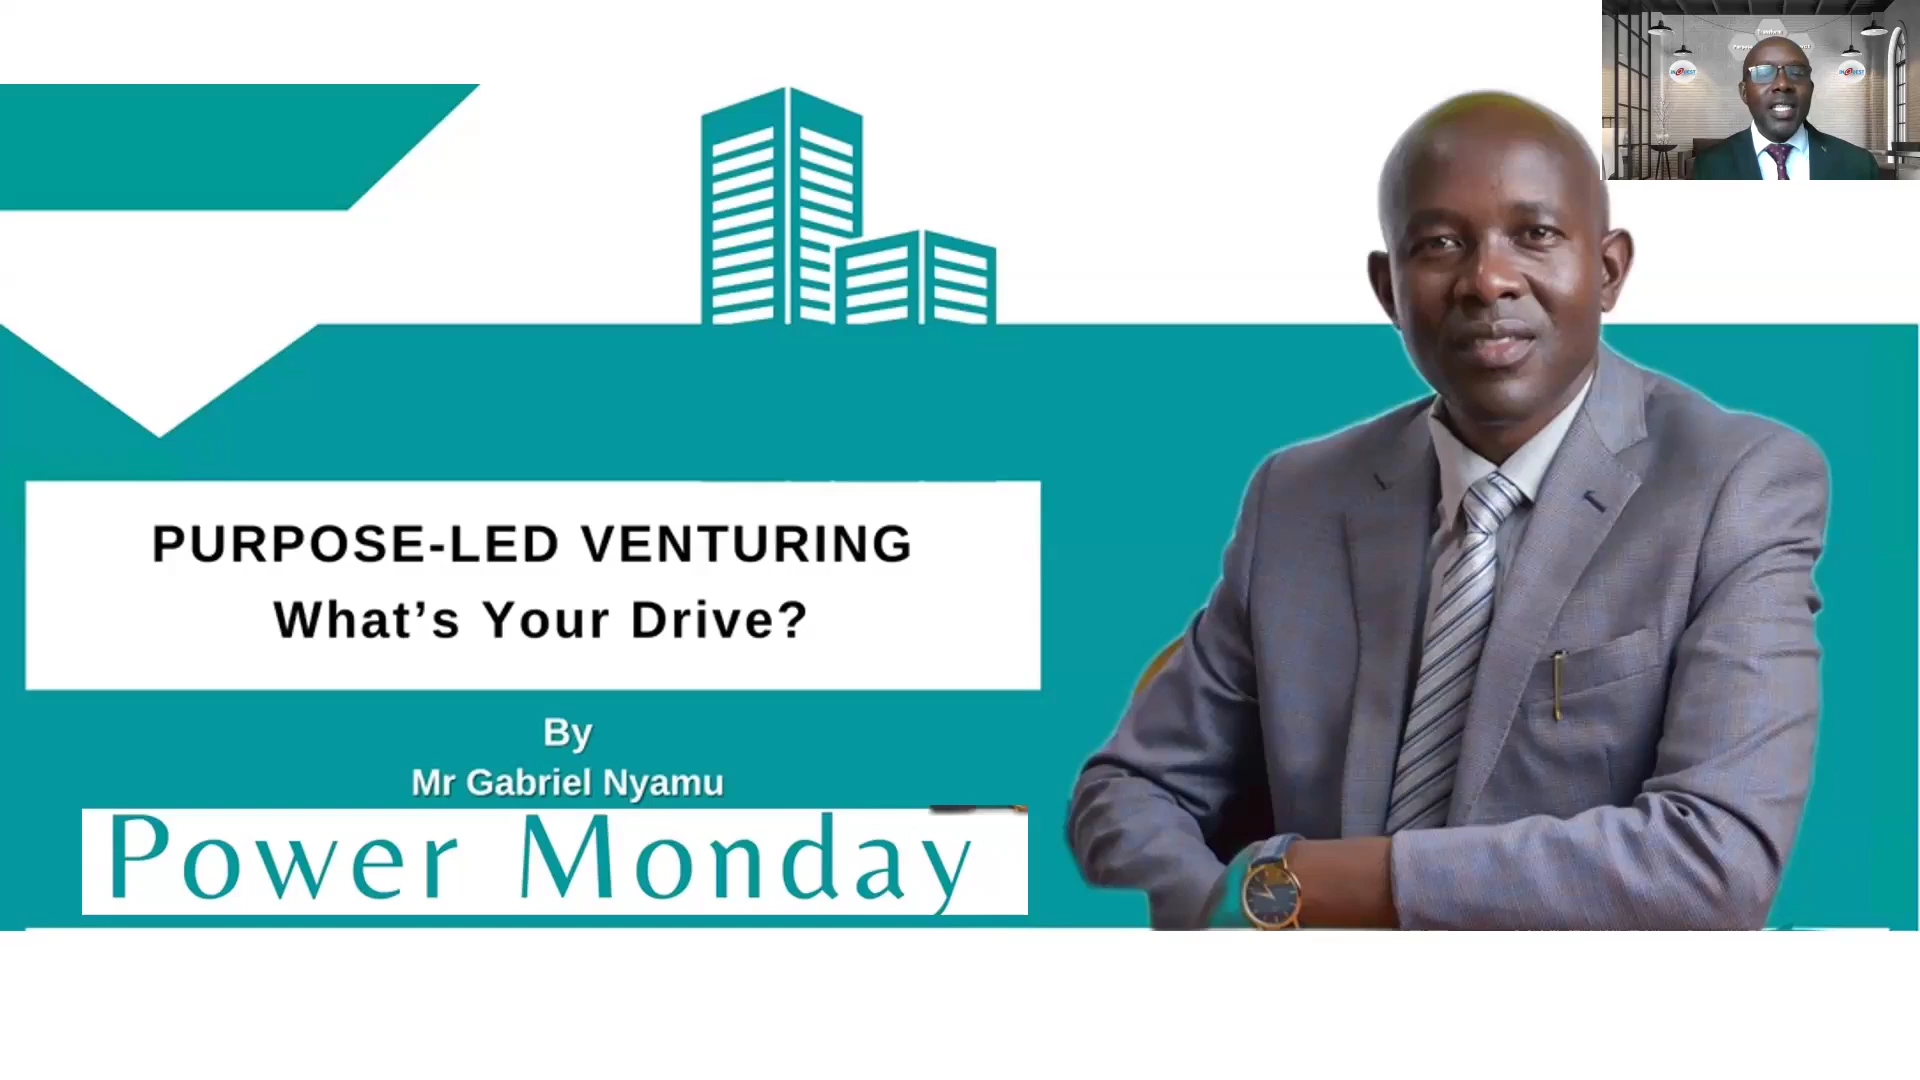 PURPOSE-LED VENTURING
What’s Your Drive?
By
Mr Gabriel Nyamu
Power Monday